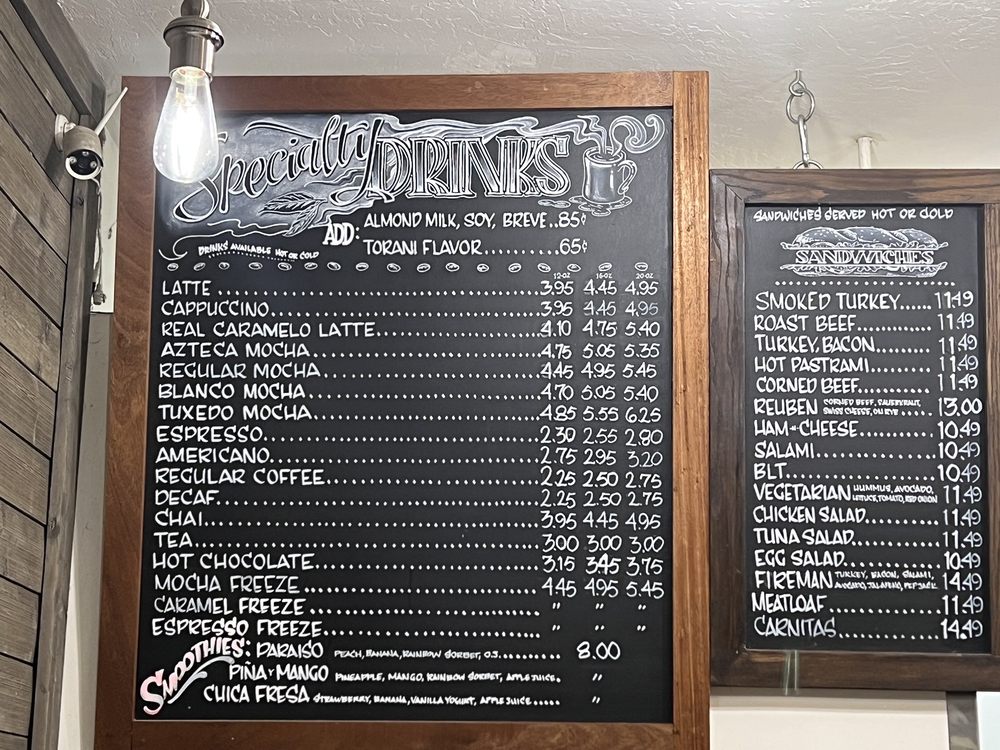 Specialty DRINKS
ADD: ALMOND MILK, SOY, BREVE..85¢
TORANI FLAVOR..........65¢
DRINKS AVAILABLE HOT OR COLD
12-OZ 16-OZ 20-OZ
LATTE 3.95 4.45 4.95
CAPPUCCINO 3.95 4.45 4.95
REAL CARAMELO LATTE 4.10 4.75 5.40
AZTECA MOCHA 4.75 5.05 5.35
REGULAR MOCHA 4.45 4.95 5.45
BLANCO MOCHA 4.70 5.05 5.40
TUXEDO MOCHA 4.85 5.55 6.25
ESPRESSO 2.30 2.55 2.80
AMERICANO 2.75 2.95 3.20
REGULAR COFFEE 2.25 2.50 2.75
DECAF 2.25 2.50 2.75
CHAI 3.95 4.45 4.95
TEA 3.00 3.00 3.00
HOT CHOCOLATE 3.15 3.45 3.75
MOCHA FREEZE 4.45 4.95 5.45
CARAMEL FREEZE " " "
ESPRESSO FREEZE " " "
SMOOTHIES: PARAISO PEACH, BANANA, RAINBOW SORBET, O.J. 8.00
PIÑA Y MANGO PINEAPPLE, MANGO, RAINBOW SORBET, APPLE JUICE. "
CHICA FRESA STRAWBERRY, BANANA, VANILLA YOGURT, APPLE JUICE "
SANDWICHES SERVED HOT OR COLD
SANDWICHES
SMOKED TURKEY 11.49
ROAST BEEF 11.49
TURKEY, BACON 11.49
HOT PASTRAMI 11.49
CORNED BEEF 11.49
REUBEN CORNED BEEF, SAUERKRAUT, SWISS CHEESE, ON RYE 13.00
HAM-N-CHEESE 10.49
SALAMI 10.49
BLT 10.49
VEGETARIAN HUMMUS, AVOCADO, LETTUCE, TOMATO, RED ONION 11.49
CHICKEN SALAD 11.49
TUNA SALAD 11.49
EGG SALAD 10.49
FIREMAN TURKEY, BACON, SALAMI, AVOCADO, JALAPEÑO, PEP JACK 14.49
MEATLOAF 11.49
CARNITAS 14.49